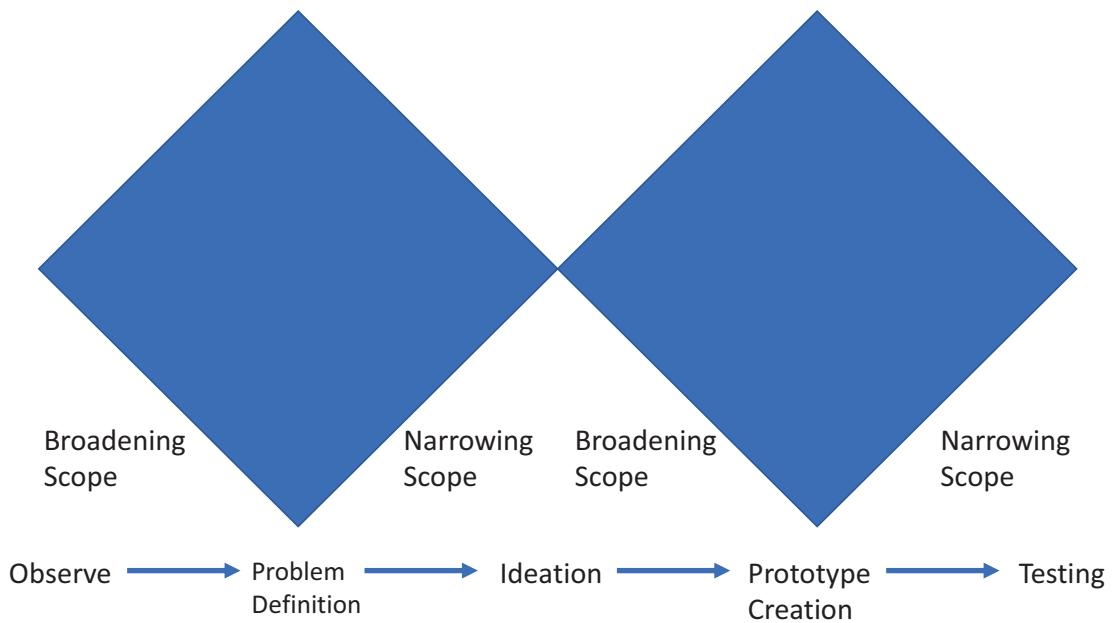 Broadening
Scope
Narrowing
Scope
Broadening
Scope
Narrowing
Scope
Observe
Problem
Definition
Ideation
Prototype
Creation
Testing